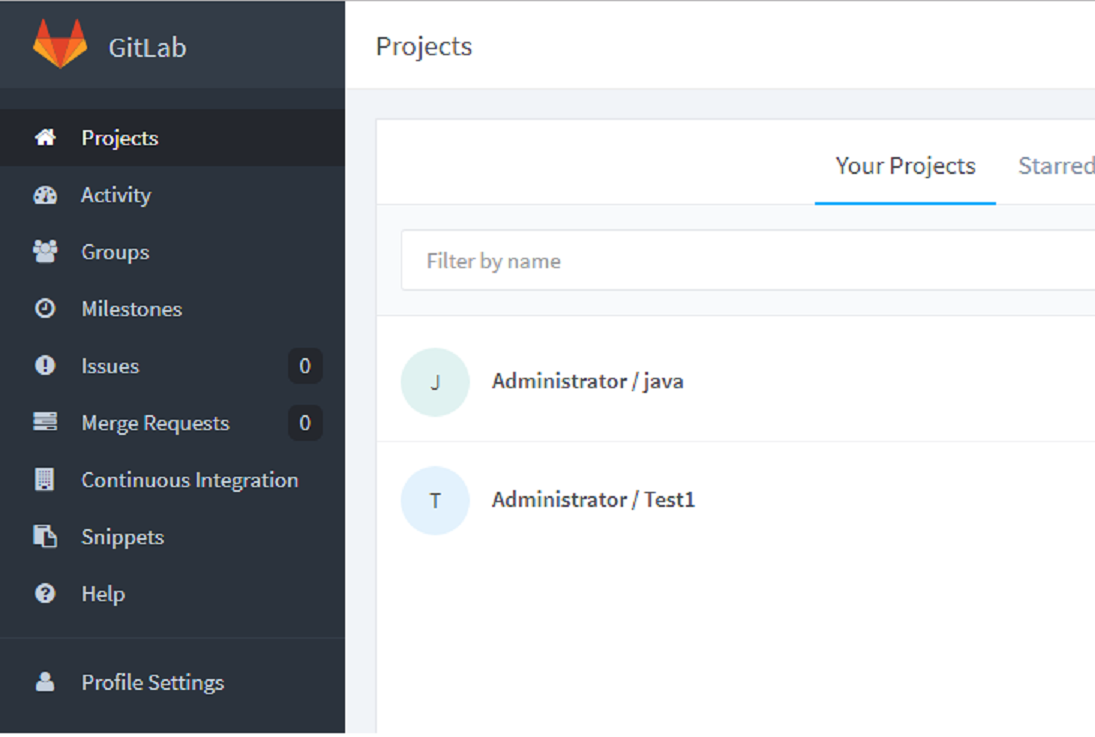 GitLab
Projects
Activity
Groups
Milestones
Issues 0
Merge Requests 0
Continuous Integration
Snippets
Help
Profile Settings
Projects
Your Projects Starred
Filter by name
J Administrator / java
T Administrator / Test1